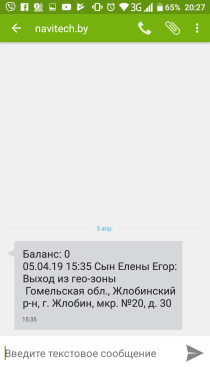 3G 65% 20:27
navitech.by
5 апр.
Баланс: 0
05.04.19 15:35 Сын Елены Егор:
Выход из гео-зоны
Гомельская обл., Жлобинский
р-н, г. Жлобин, мкр. №20, д. 30
15:35
Введите текстовое сообщение